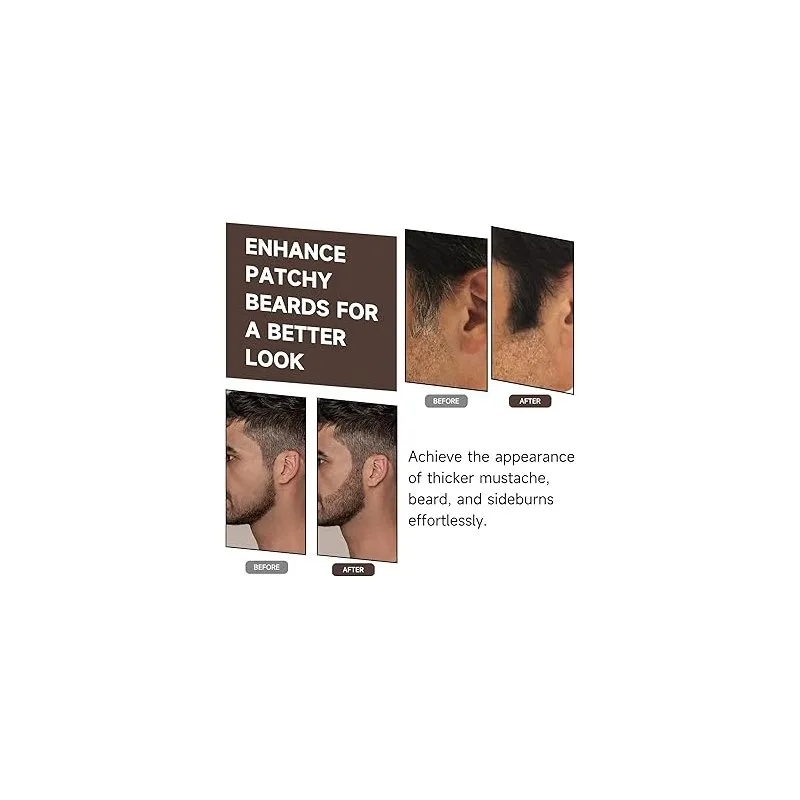 ENHANCE
PATCHY
BEARDS FOR
A BETTER
LOOK
BEFORE
AFTER
Achieve the appearance
of thicker mustache,
beard, and sideburns
effortlessly.
BEFORE
AFTER